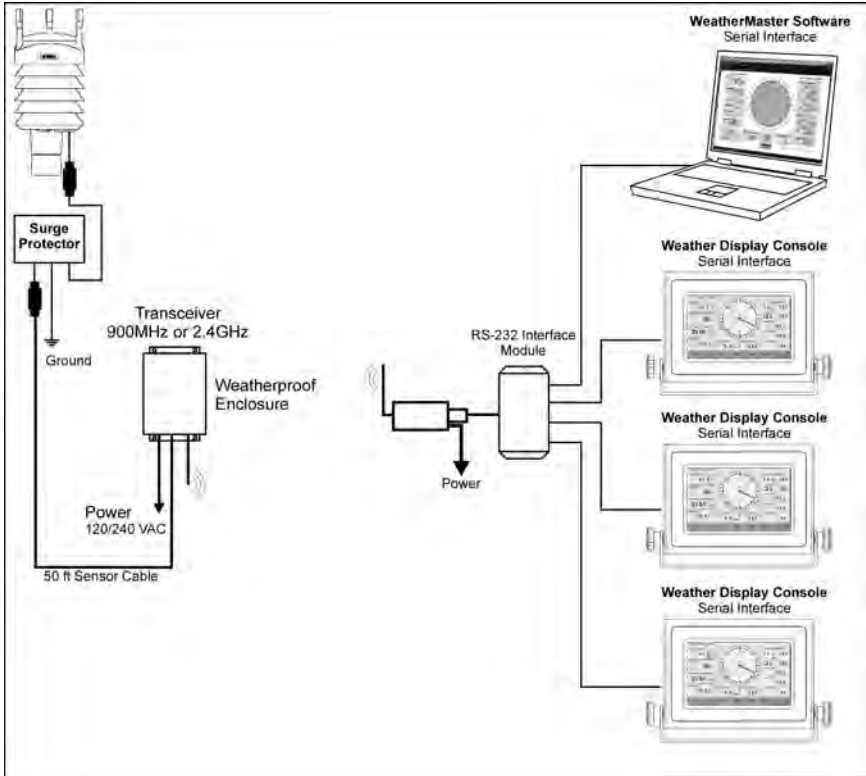 WeatherMaster Software
Serial Interface
Surge
Protector
Ground
Transceiver
900MHz or 2.4GHz
Weatherproof
Enclosure
Power
120/240 VAC
50 ft Sensor Cable
RS-232 Interface
Module
Power
Weather Display Console
Serial Interface
Weather Display Console
Serial Interface
Weather Display Console
Serial Interface